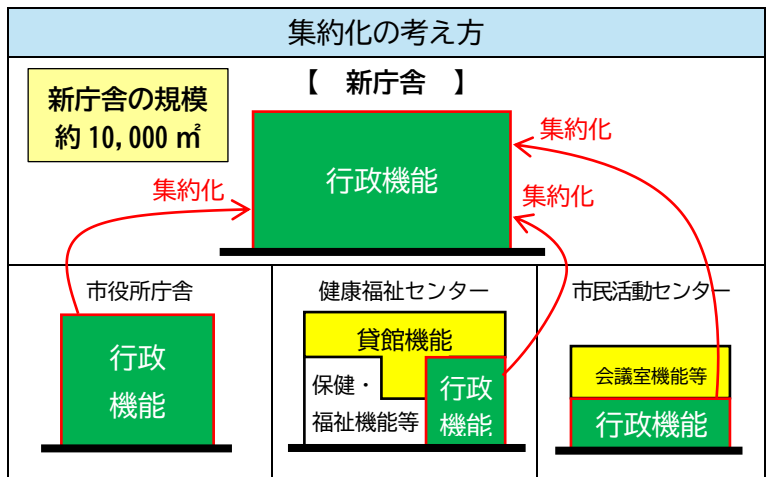 集約化の考え方
【 新庁舎 】
新庁舎の規模
約10,000㎡
行政機能
集約化
集約化
集約化
市役所庁舎
行政
機能
健康福祉センター
貸館機能
保健・
福祉機能等
行政
機能
市民活動センター
会議室機能等
行政機能